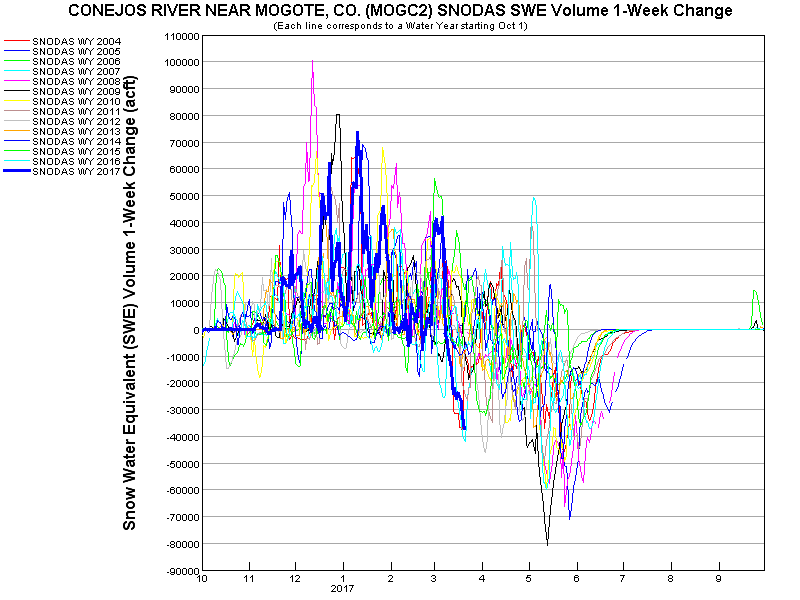 CONEJOS RIVER NEAR MOGOTE, CO. (MOGC2) SNODAS SWE Volume 1-Week Change
(Each line corresponds to a Water Year starting Oct 1)
SNODAS WY 2004
SNODAS WY 2005
SNODAS WY 2006
SNODAS WY 2007
SNODAS WY 2008
SNODAS WY 2009
SNODAS WY 2010
SNODAS WY 2011
SNODAS WY 2012
SNODAS WY 2013
SNODAS WY 2014
SNODAS WY 2015
SNODAS WY 2016
SNODAS WY 2017
Snow Water Equivalent (SWE) Volume 1-Week Change (acft)
110000
100000
90000
80000
70000
60000
50000
40000
30000
20000
10000
0
-10000
-20000
-30000
-40000
-50000
-60000
-70000
-80000
-90000
10 11 12 1 2 3 4 5 6 7 8 9
2017